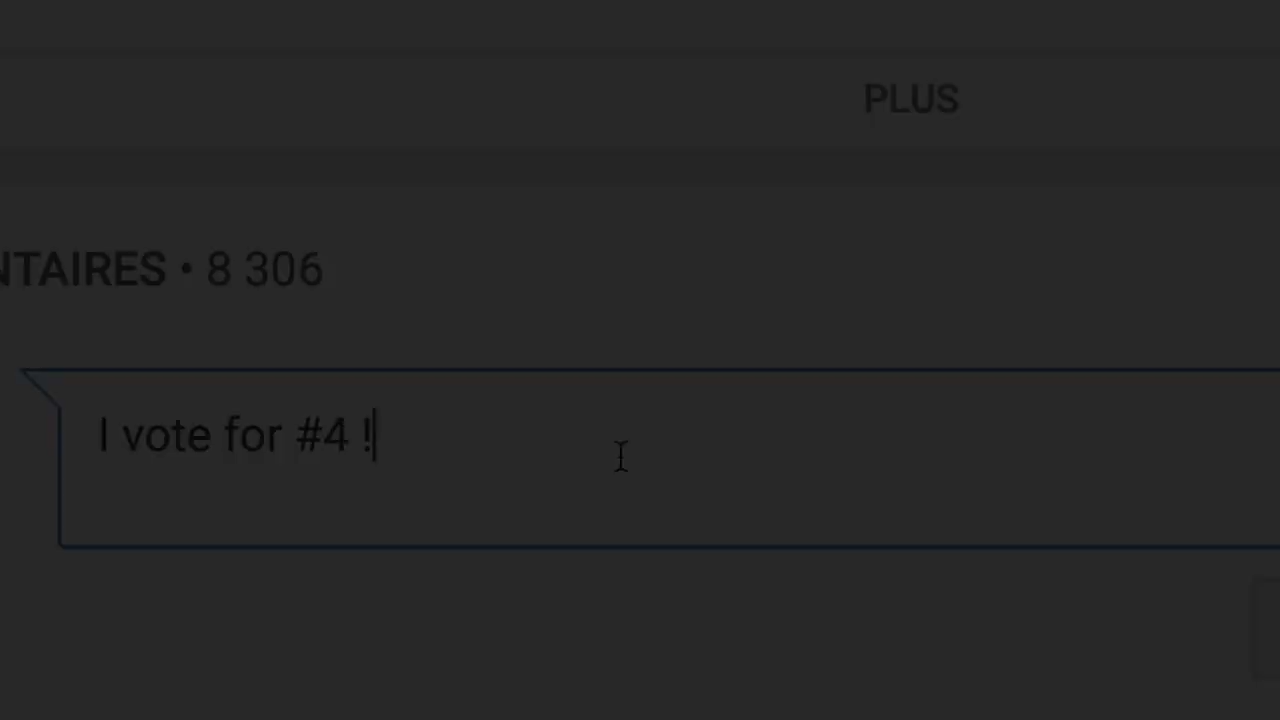 PLUS
NTAIRES • 8 306
I vote for #4 !